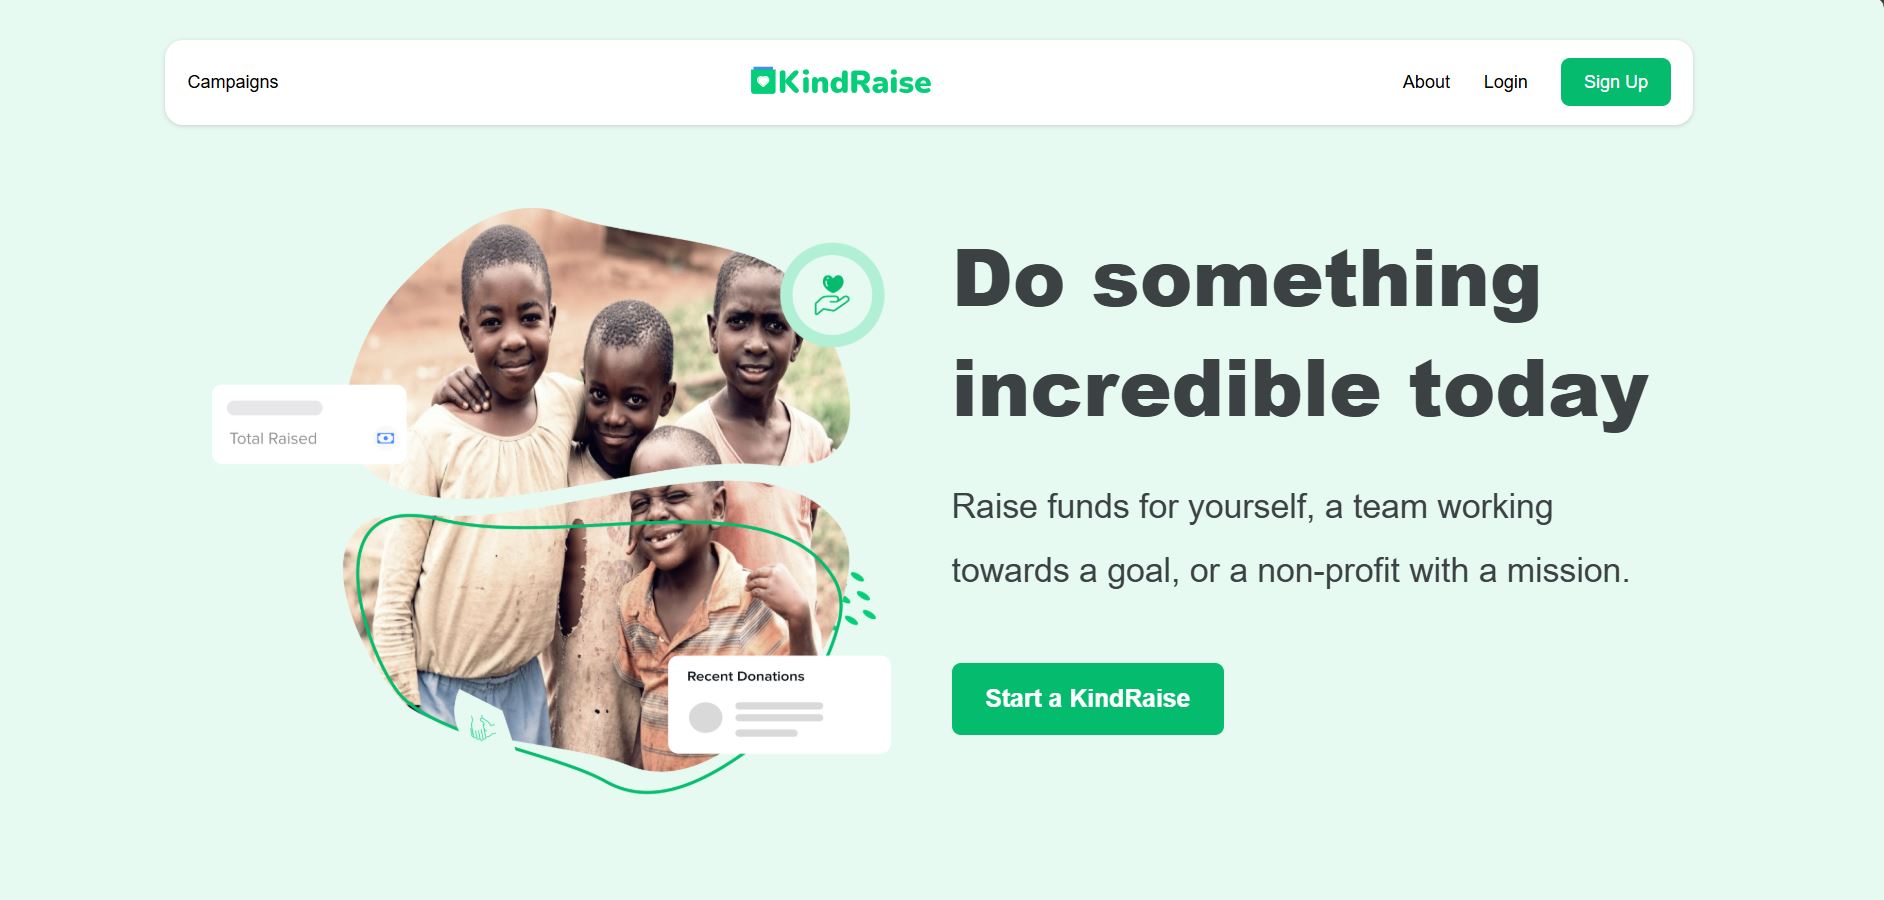 Campaigns
KindRaise
About
Login
Sign Up
Total Raised
Recent Donations
Do something
incredible today
Raise funds for yourself, a team working
towards a goal, or a non-profit with a mission.
Start a KindRaise